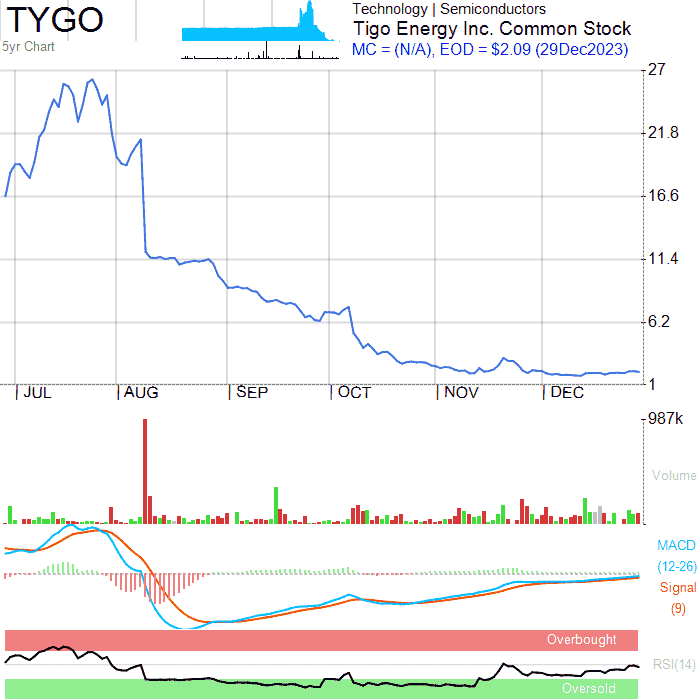 TYGO
5yr Chart
Technology | Semiconductors
Tigo Energy Inc. Common Stock
MC = (N/A), EOD = $2.09 (29Dec2023)
27
21.8
16.6
11.4
6.2
1
JUL
AUG
SEP
OCT
NOV
DEC
987k
Volume
MACD
(12-26)
Signal
(9)
Overbought
RSI(14)
Oversold